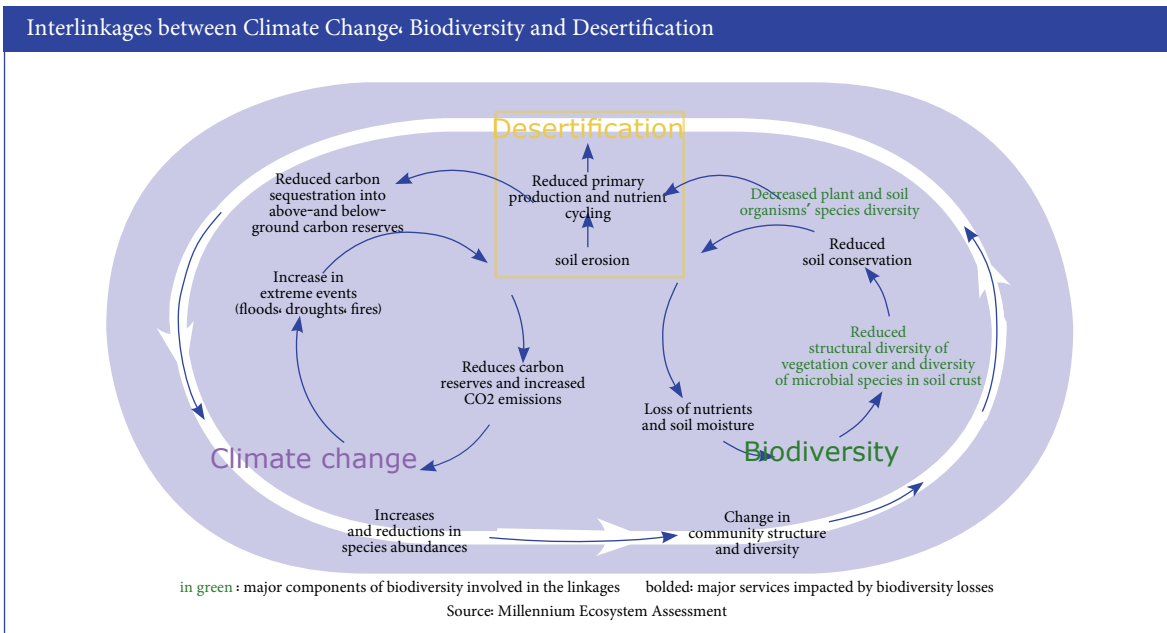 Interlinkages between Climate Change، Biodiversity and Desertification
Desertification
Reduced carbon
sequestration into
above-and below-
ground carbon reserves
Reduced primary
production and nutrient
cycling
soil erosion
Decreased plant and soil
organisms’ species diversity
Reduced
soil conservation
Increase in
extreme events
(floods، droughts، fires)
Reduced
structural diversity of
vegetation cover and diversity
of microbial species in soil crust
Reduces carbon
reserves and increased
CO2 emissions
Loss of nutrients
and soil moisture
Climate change
Biodiversity
Increases
and reductions in
species abundances
Change in
community structure
and diversity
in green : major components of biodiversity involved in the linkages
bolded: major services impacted by biodiversity losses
Source: Millennium Ecosystem Assessment